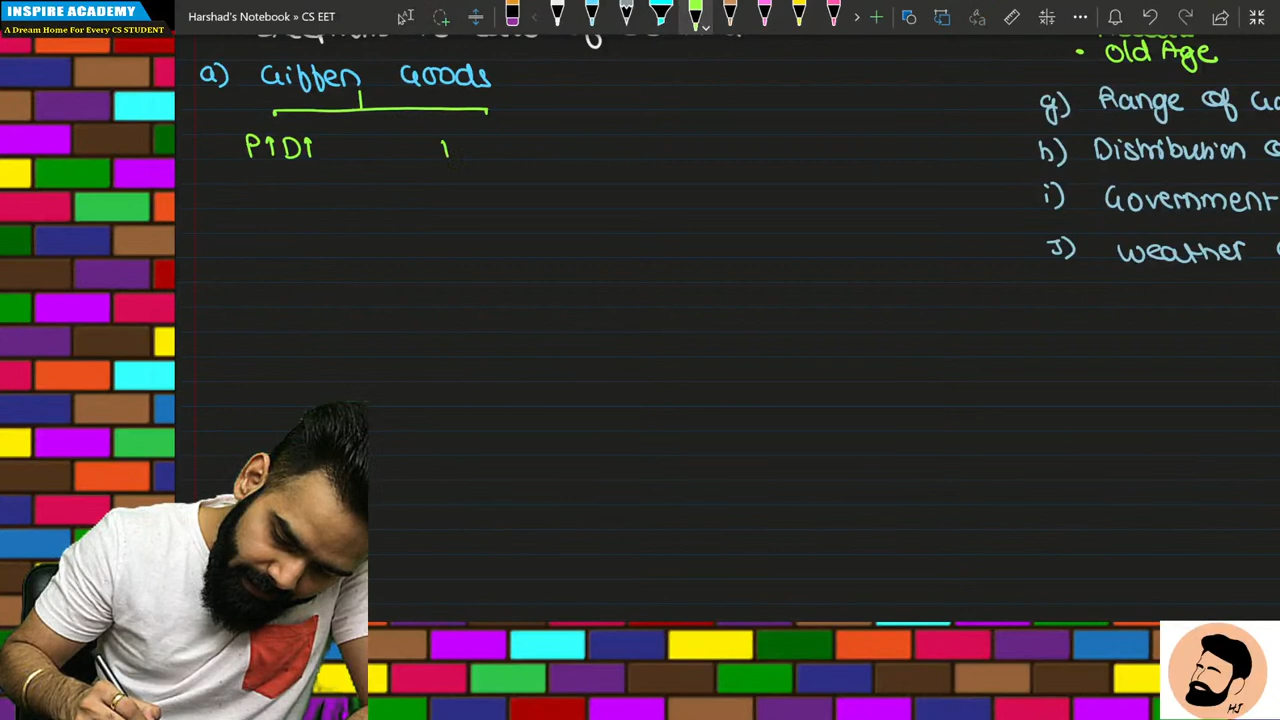 INSPIRE ACADEMY
A Dream Home For Every CS STUDENT
Harshad's Notebook » CS EET
a) Giffen Goods
P↑D↑
• Old Age
g) Range of
h) Distribution
i) Government
J) Weather
HJ